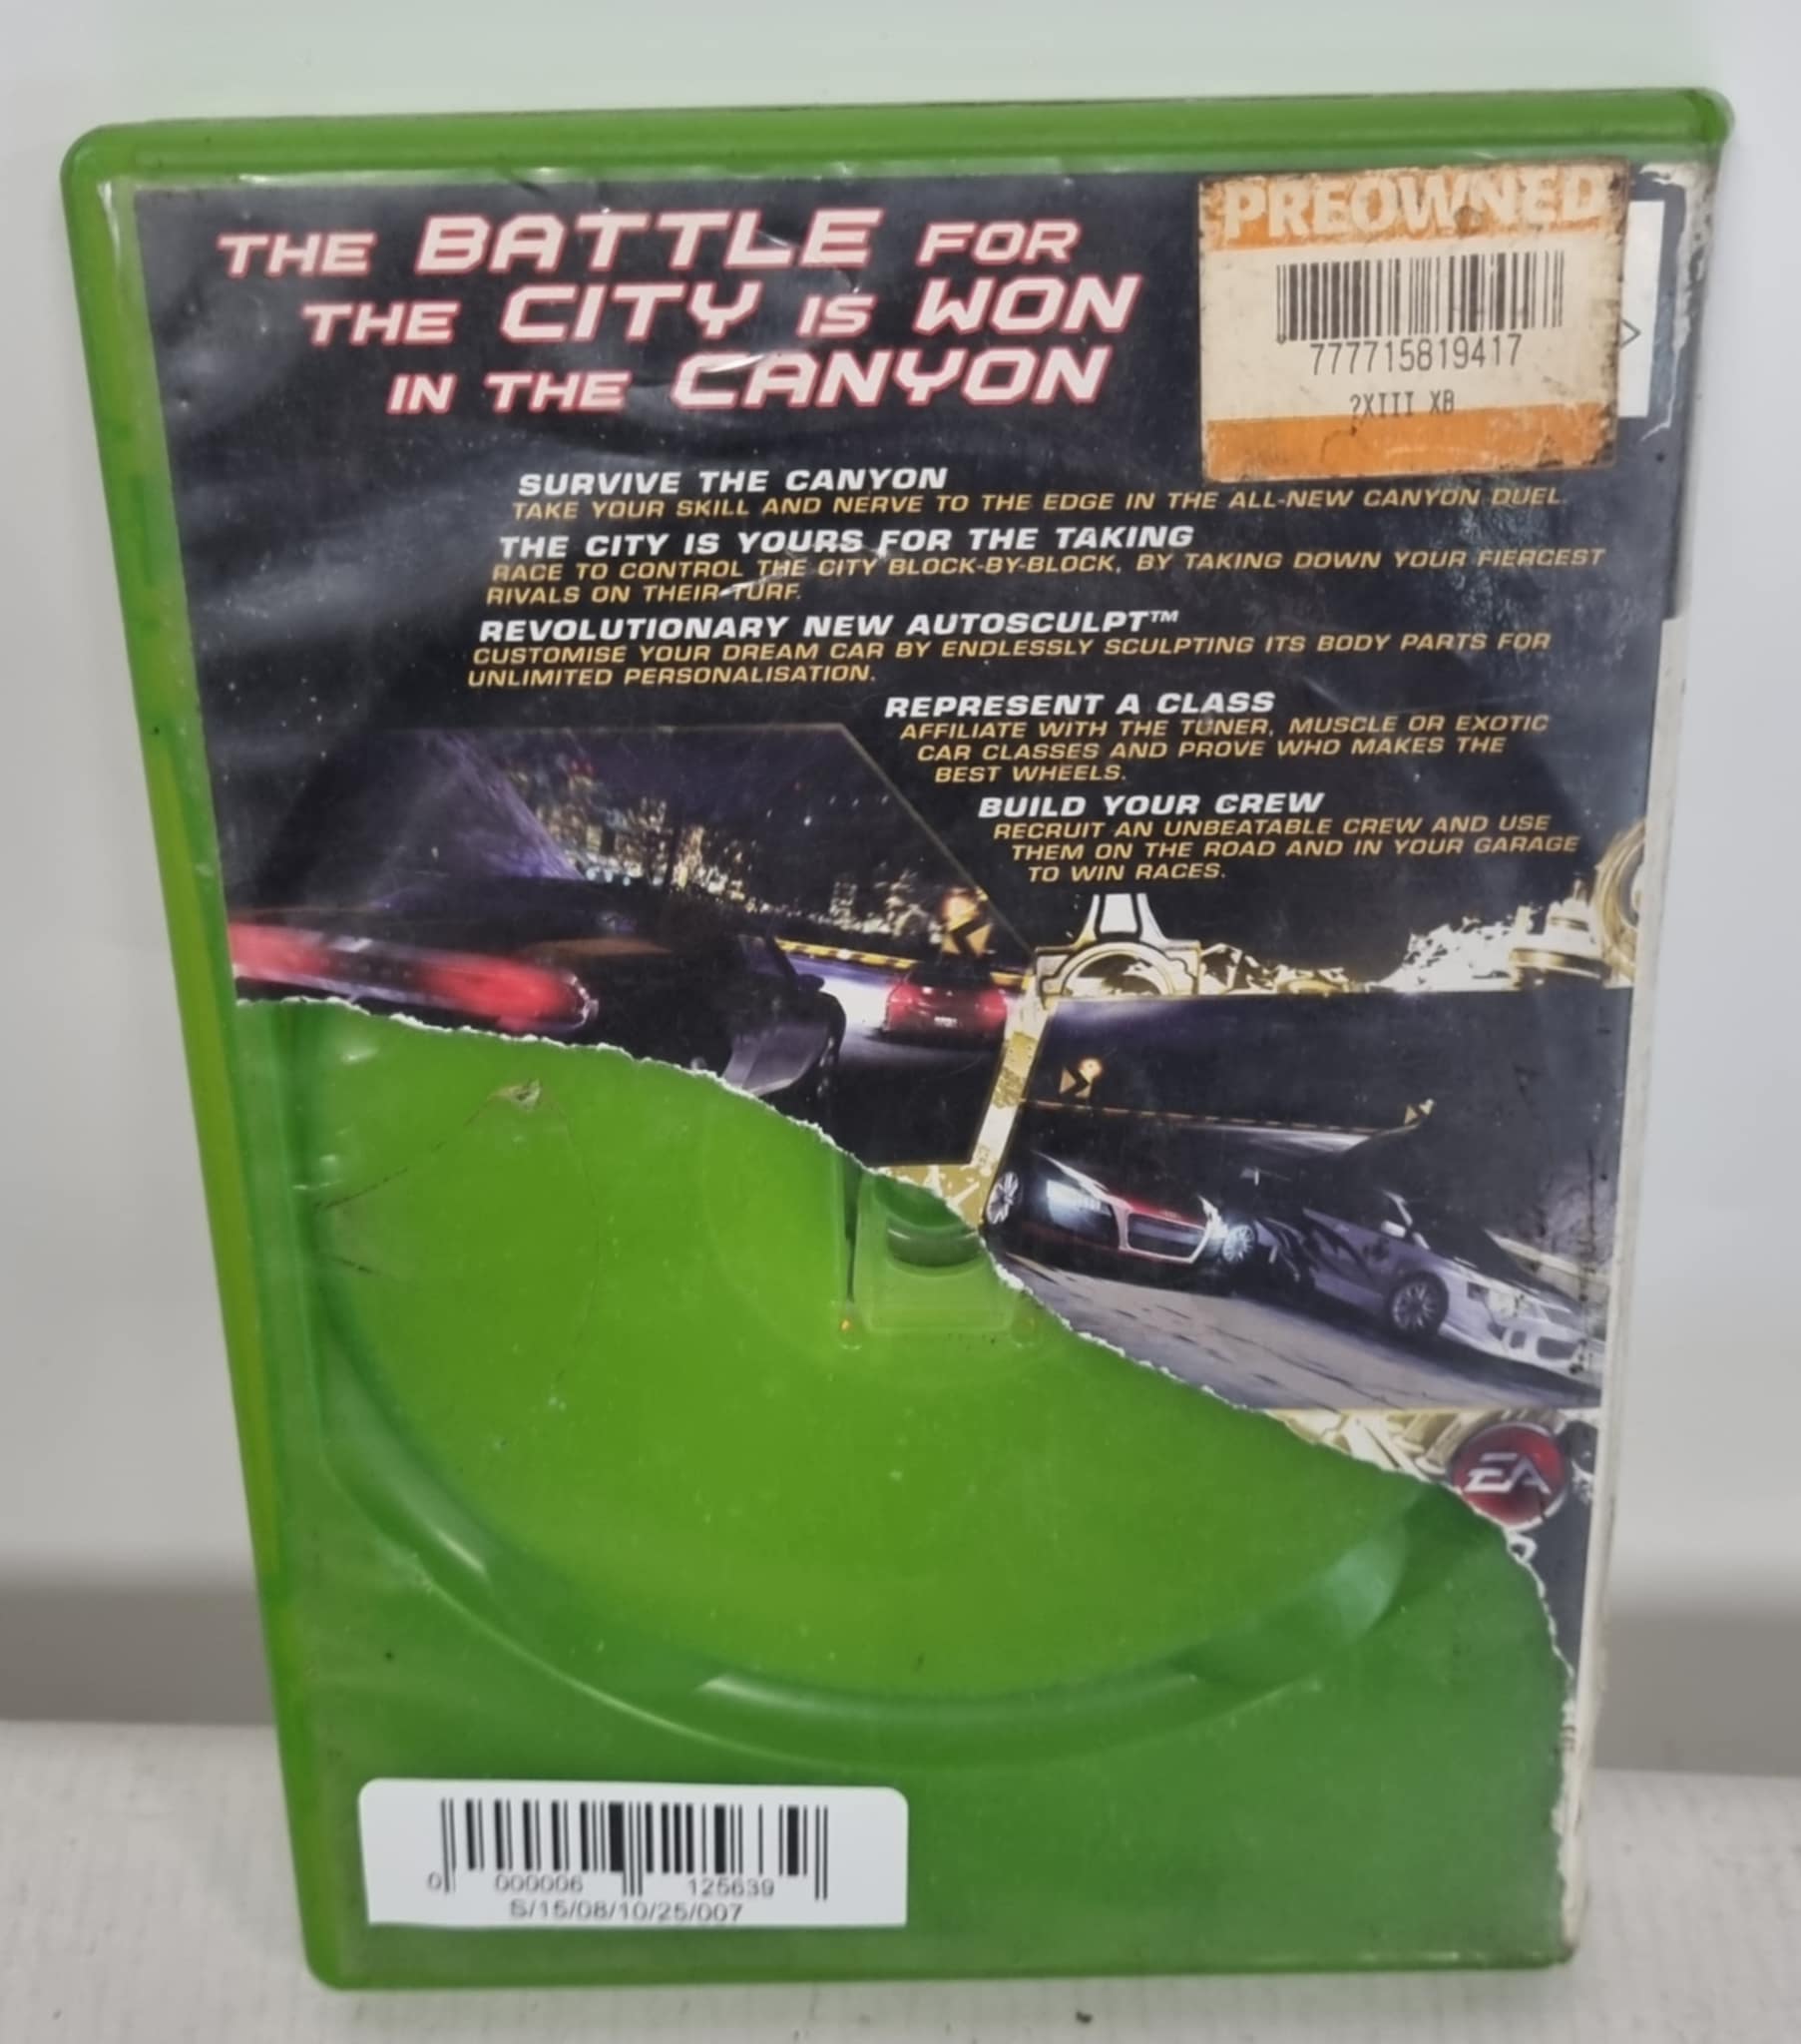 THE BATTLE FOR
THE CITY IS WON
IN THE CANYON
PREOWNED
777715819417
?XIII XB
SURVIVE THE CANYON
TAKE YOUR SKILL AND NERVE TO THE EDGE IN THE ALL-NEW CANYON DUEL.
THE CITY IS YOURS FOR THE TAKING
RACE TO CONTROL THE CITY BLOCK-BY-BLOCK, BY TAKING DOWN YOUR FIERCEST
RIVALS ON THEIR TURF.
REVOLUTIONARY NEW AUTOSCULPT™
CUSTOMISE YOUR DREAM CAR BY ENDLESSLY SCULPTING ITS BODY PARTS FOR
UNLIMITED PERSONALISATION.
REPRESENT A CLASS
AFFILIATE WITH THE TUNER, MUSCLE OR EXOTIC
CAR CLASSES AND PROVE WHO MAKES THE
BEST WHEELS.
BUILD YOUR CREW
RECRUIT AN UNBEATABLE CREW AND USE
THEM ON THE ROAD AND IN YOUR GARAGE
TO WIN RACES.
EA
0 000006 125639
S/15/08/10/25/007